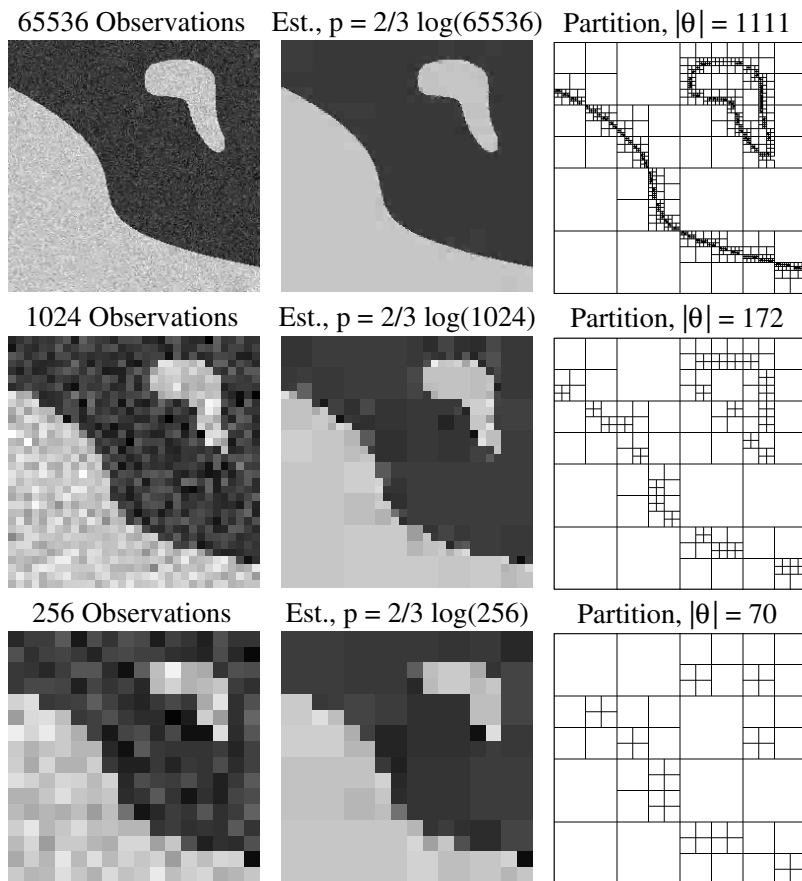 65536 Observations
Est., p = 2/3 log(65536)
Partition, |θ| = 1111
1024 Observations
Est., p = 2/3 log(1024)
Partition, |θ| = 172
256 Observations
Est., p = 2/3 log(256)
Partition, |θ| = 70